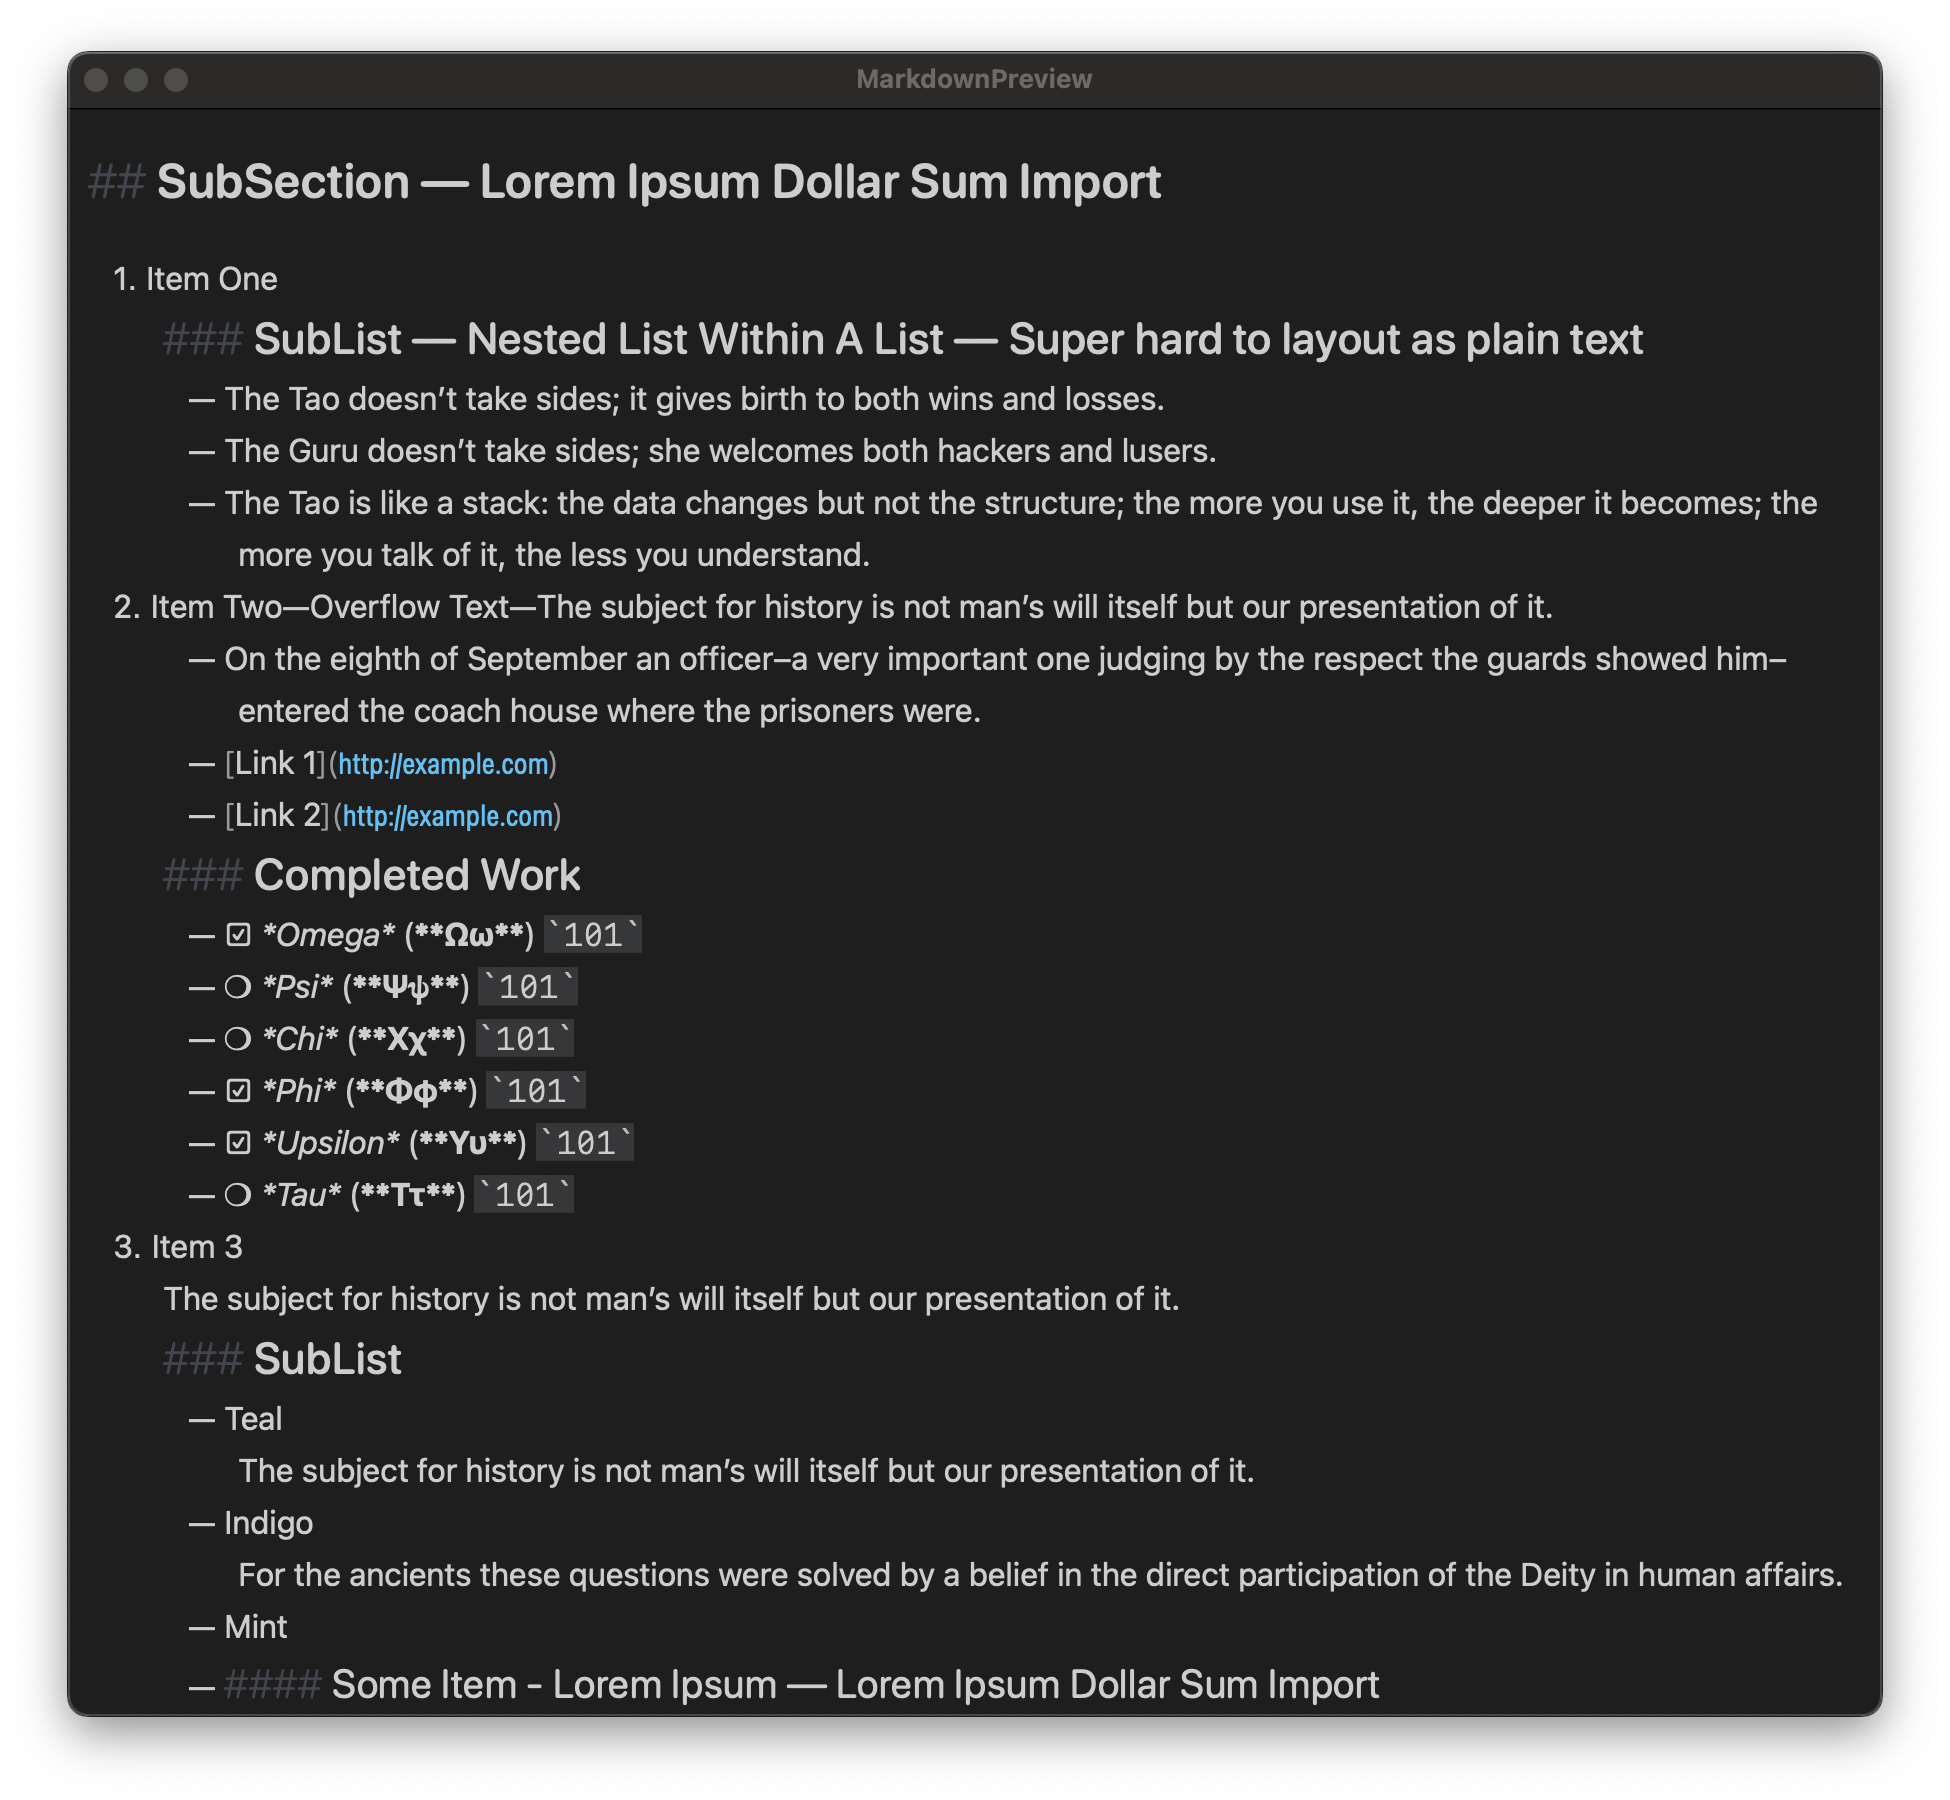 MarkdownPreview
## SubSection — Lorem Ipsum Dollar Sum Import
1. Item One
### SubList — Nested List Within A List — Super hard to layout as plain text
— The Tao doesn’t take sides; it gives birth to both wins and losses.
— The Guru doesn’t take sides; she welcomes both hackers and lusers.
— The Tao is like a stack: the data changes but not the structure; the more you use it, the deeper it becomes; the
more you talk of it, the less you understand.
2. Item Two—Overflow Text—The subject for history is not man’s will itself but our presentation of it.
— On the eighth of September an officer–a very important one judging by the respect the guards showed him–
entered the coach house where the prisoners were.
— [Link 1](http://example.com)
— [Link 2](http://example.com)
### Completed Work
— ☑ *Omega* (**Ωω**) `101`
— ❍ *Psi* (**Ψψ**) `101`
— ❍ *Chi* (**Χχ**) `101`
— ☑ *Phi* (**Φφ**) `101`
— ☑ *Upsilon* (**Υυ**) `101`
— ❍ *Tau* (**Ττ**) `101`
3. Item 3
The subject for history is not man’s will itself but our presentation of it.
### SubList
— Teal
The subject for history is not man’s will itself but our presentation of it.
— Indigo
For the ancients these questions were solved by a belief in the direct participation of the Deity in human affairs.
— Mint
— #### Some Item - Lorem Ipsum — Lorem Ipsum Dollar Sum Import